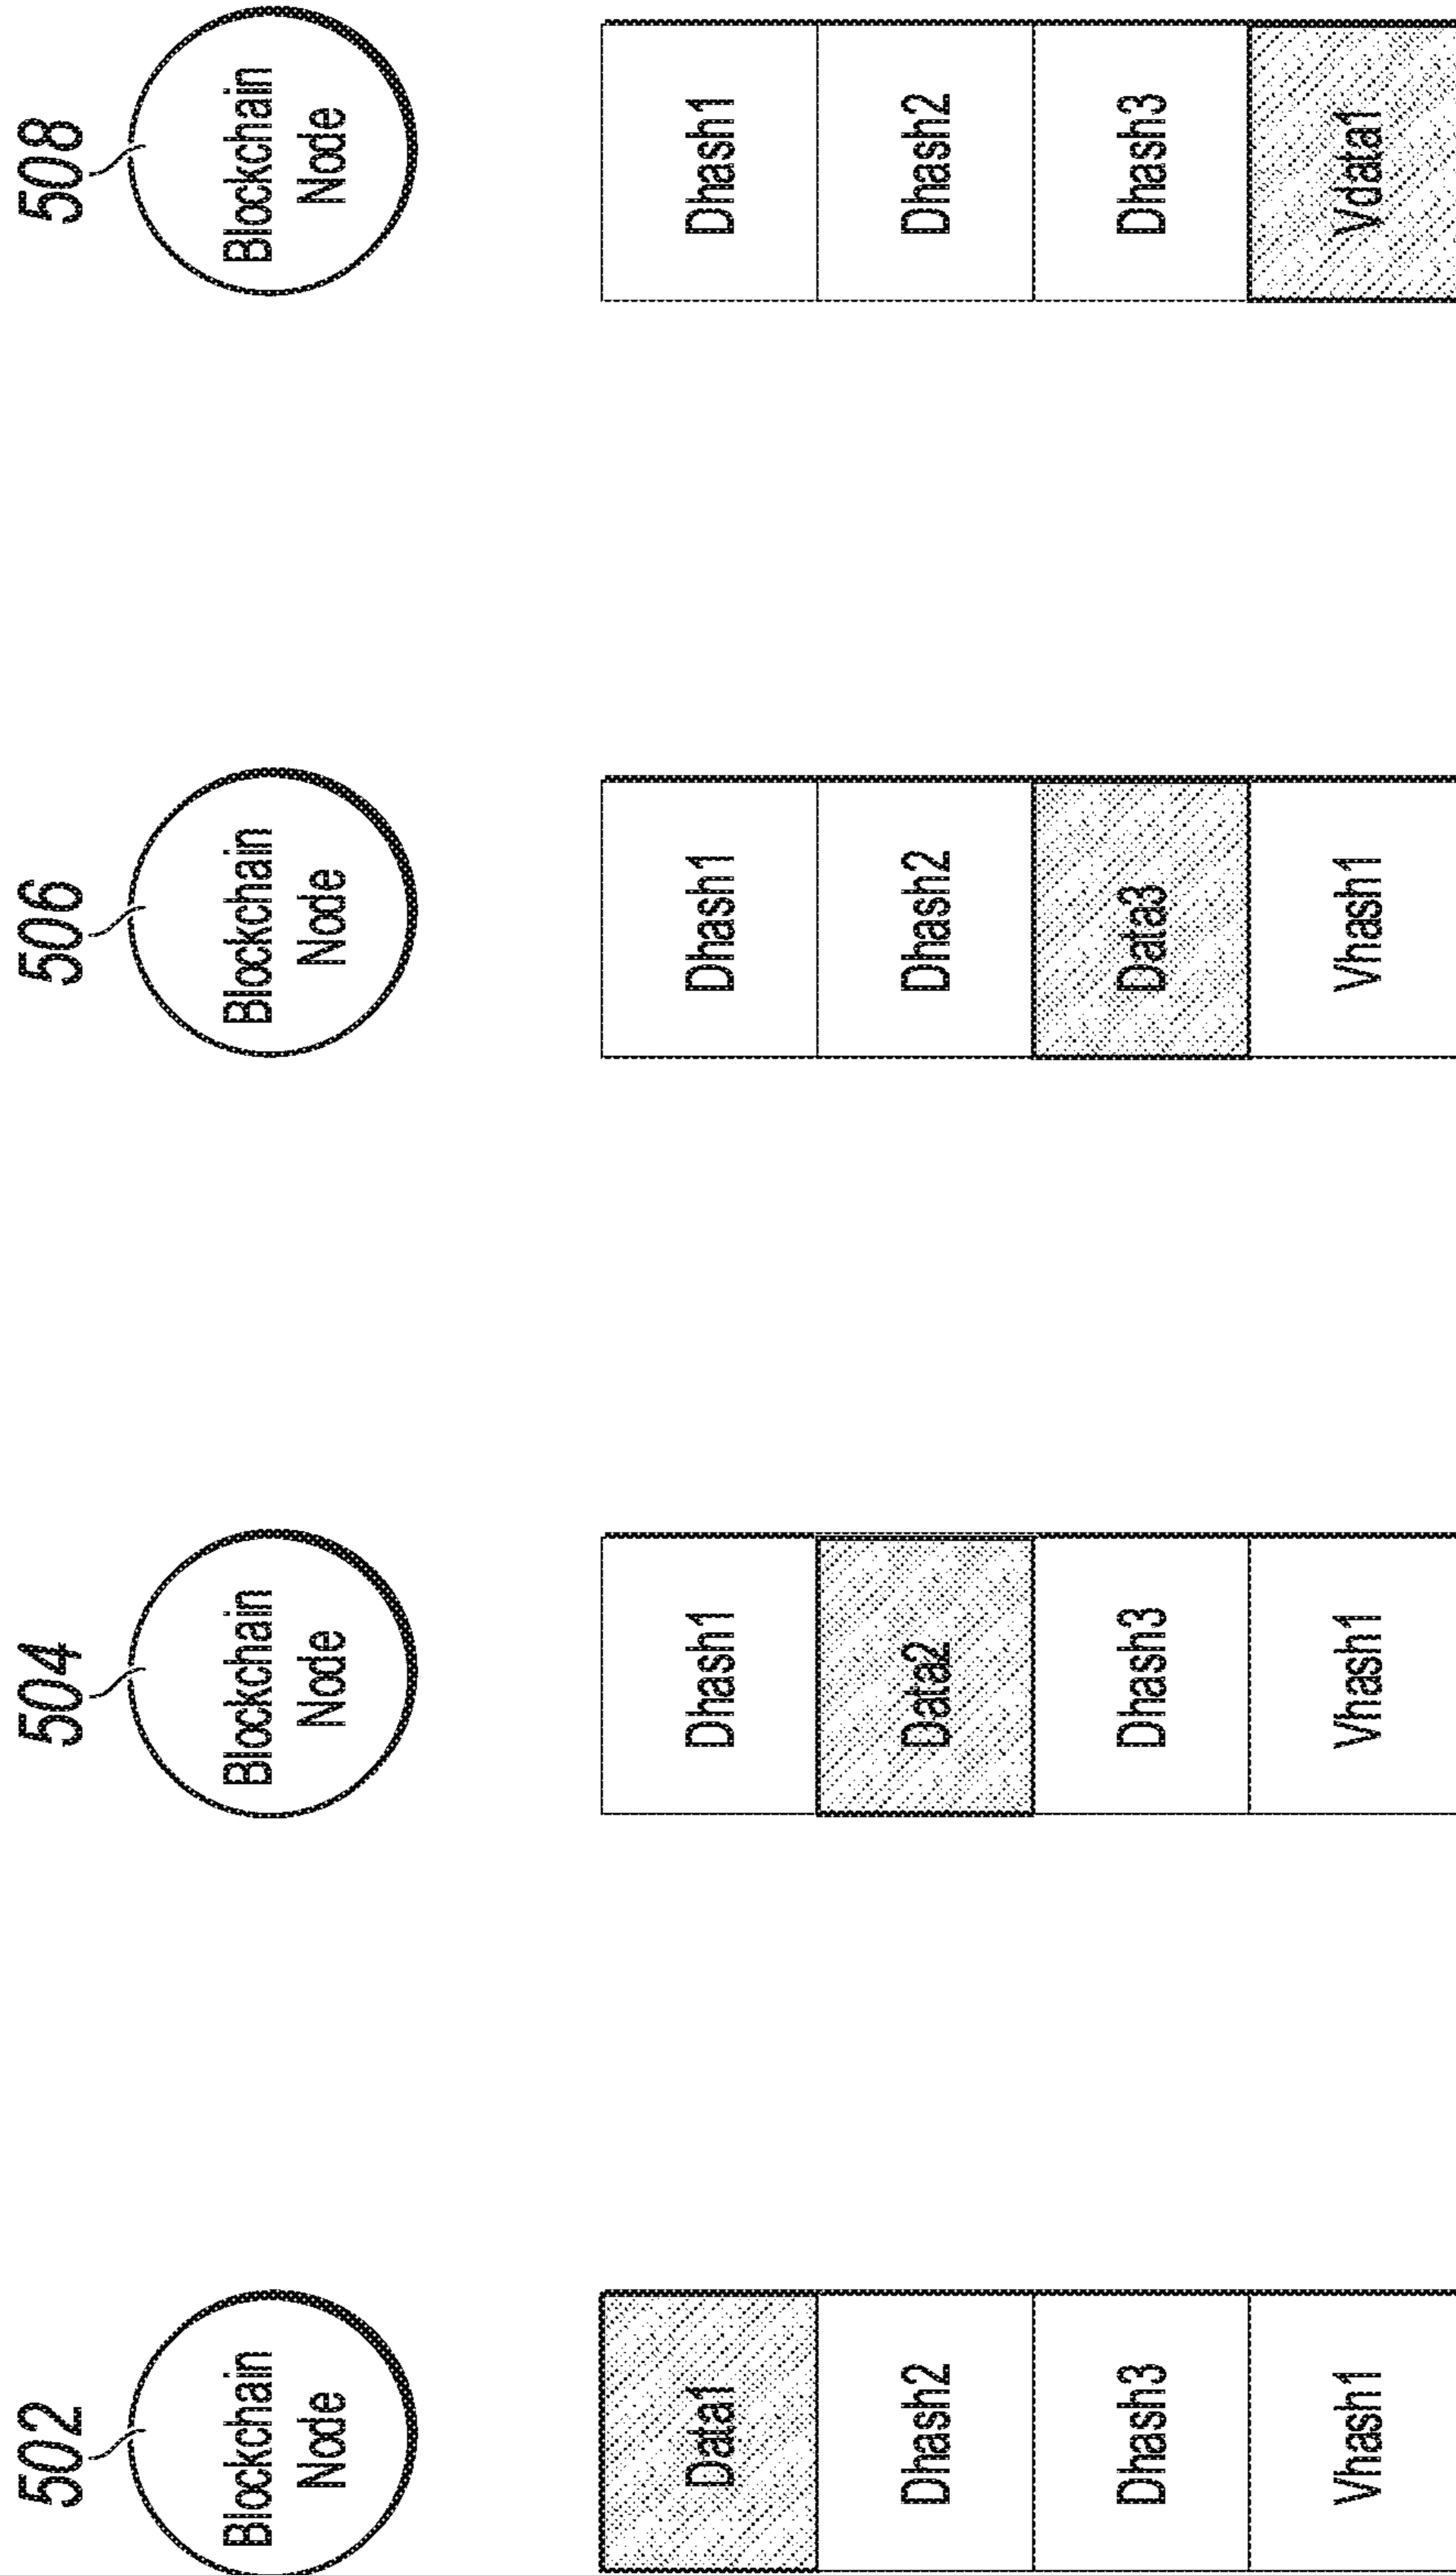 502 504 506 508
Blockchain Blockchain Blockchain Blockchain
Node Node Node Node
Data1 Dhash1 Dhash1 Dhash1
Dhash2 Data2 Dhash2 Dhash2
Dhash3 Dhash3 Data3 Dhash3
Vhash1 Vhash1 Vhash1 Vdata1